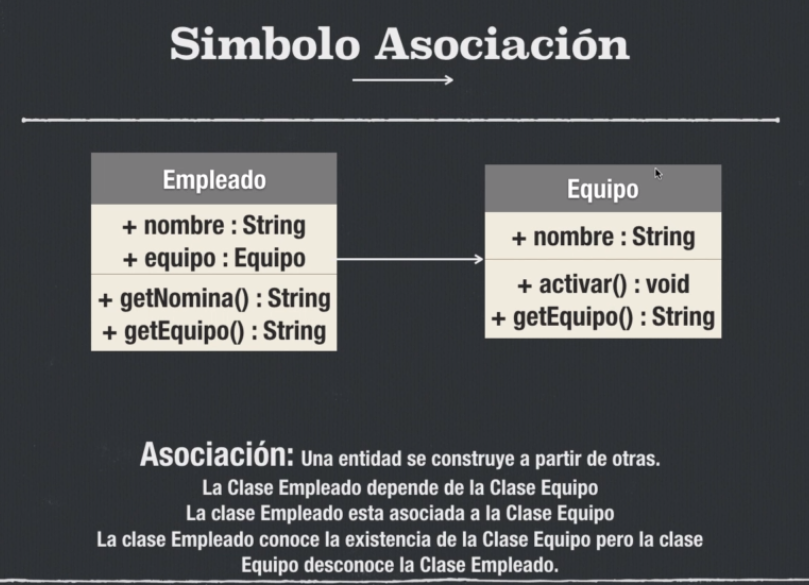 Simbolo Asociación
Empleado
+ nombre : String
+ equipo : Equipo
+ getNomina() : String
+ getEquipo() : String
Equipo
+ nombre : String
+ activar() : void
+ getEquipo() : String
Asociación: Una entidad se construye a partir de otras.
La Clase Empleado depende de la Clase Equipo
La clase Empleado esta asociada a la Clase Equipo
La clase Empleado conoce la existencia de la Clase Equipo pero la clase
Equipo desconoce la Clase Empleado.